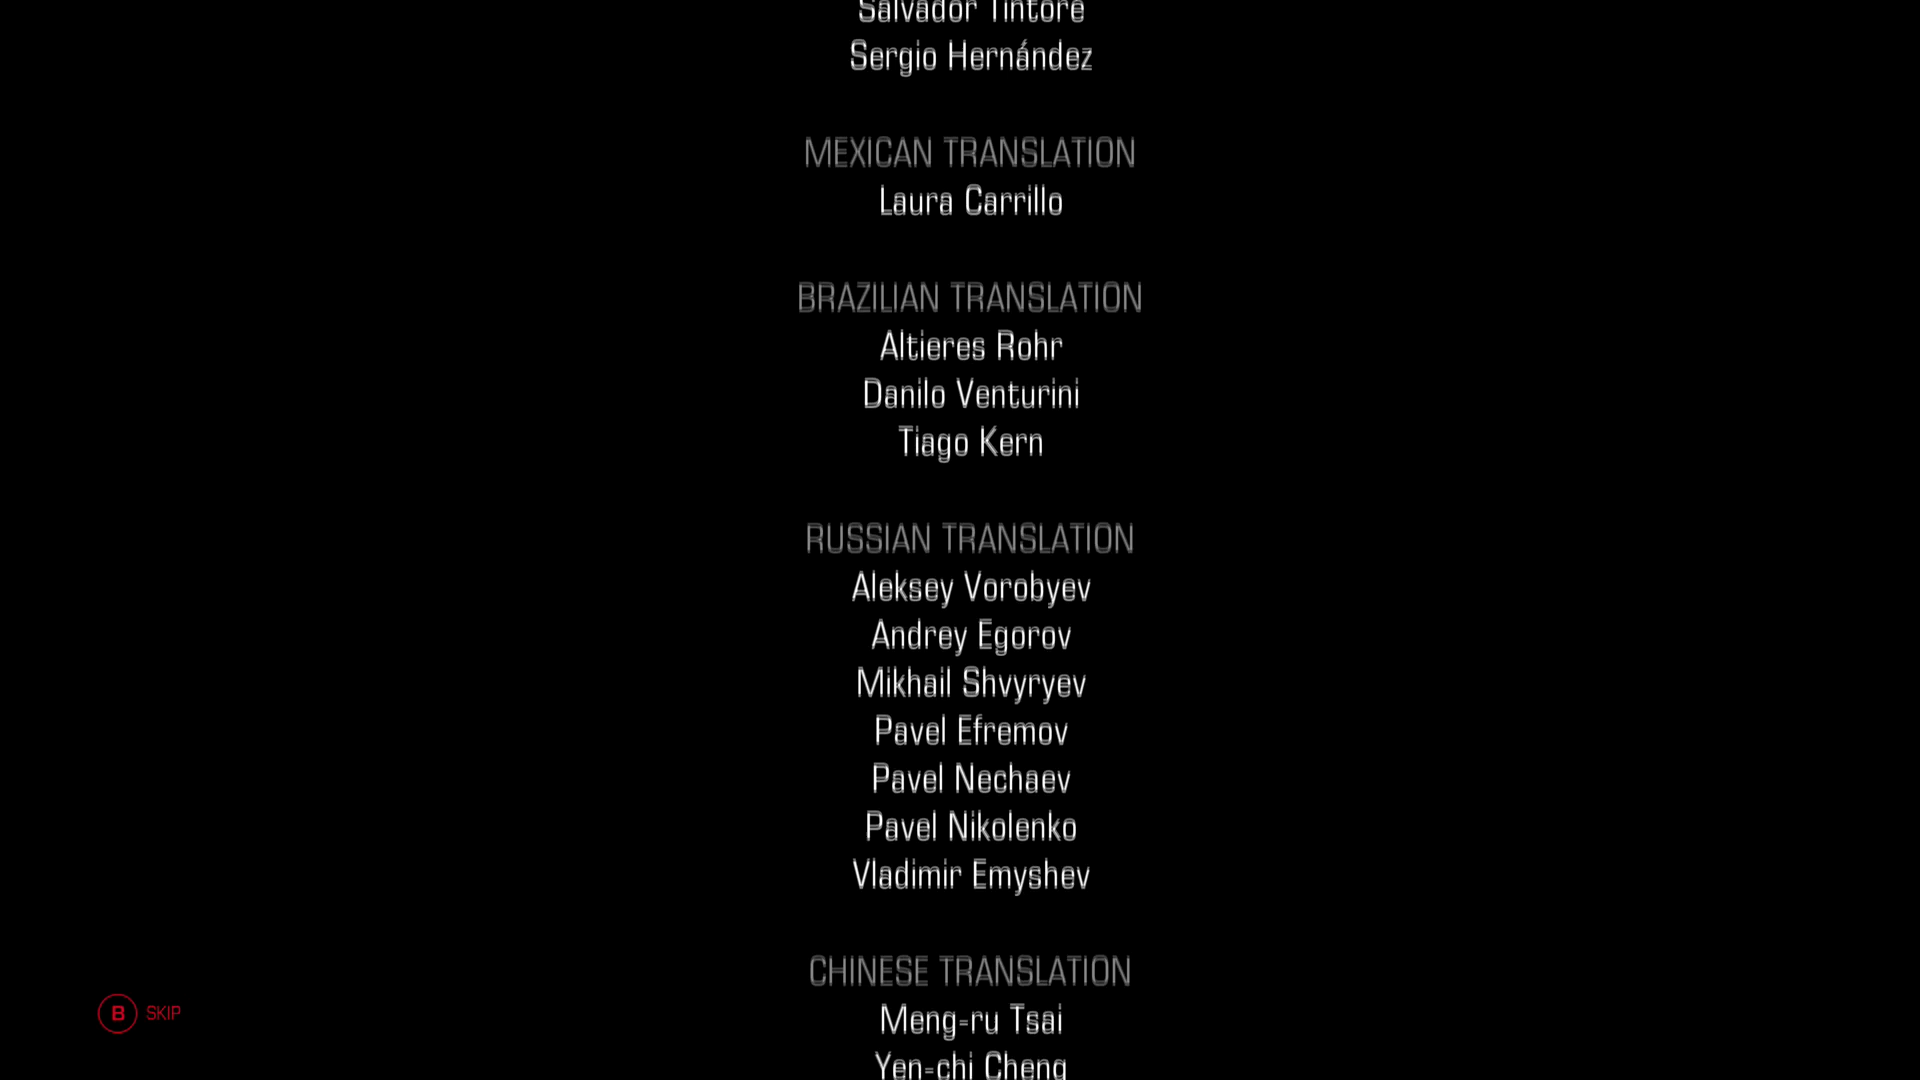 Salvador Tintoré
Sergio Hernández
MEXICAN TRANSLATION
Laura Carrillo
BRAZILIAN TRANSLATION
Altieres Rohr
Danilo Venturini
Tiago Kern
RUSSIAN TRANSLATION
Aleksey Vorobyev
Andrey Egorov
Mikhail Shvyryev
Pavel Efremov
Pavel Nechaev
Pavel Nikolenko
Vladimir Emyshev
CHINESE TRANSLATION
Meng-ru Tsai
Yen-chi Cheng
B SKIP